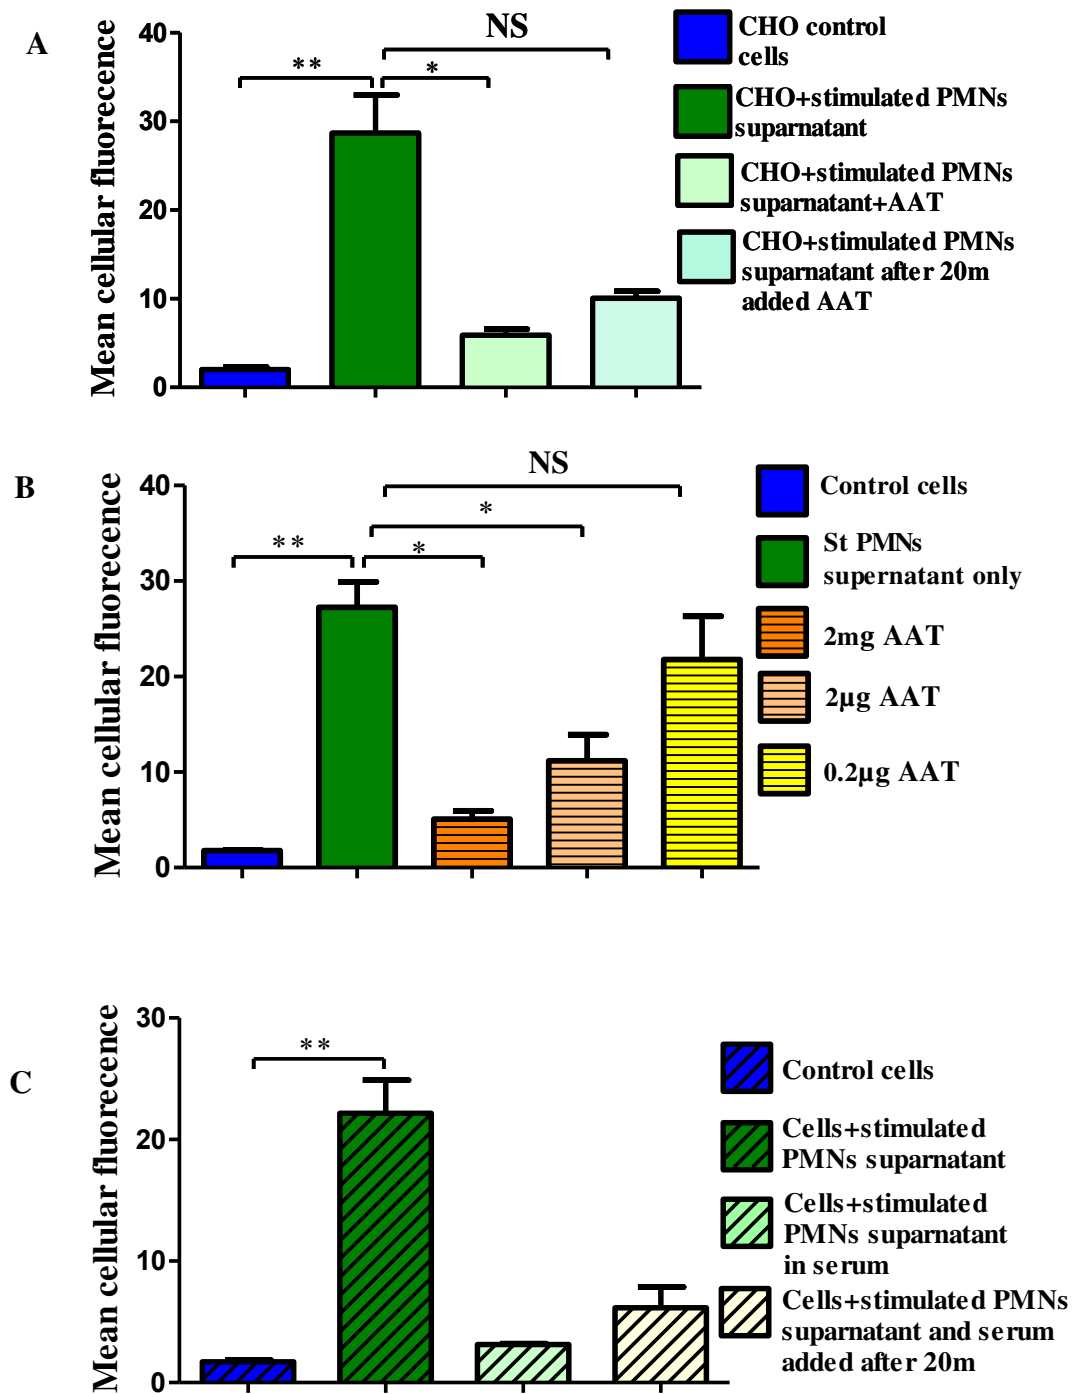 A
Mean cellular fluorecence
40
30
20
10
0
**
*
NS
CHO control
cells
CHO+stimulated PMNs
suparnatant
CHO+stimulated PMNs
suparnatant+AAT
CHO+stimulated PMNs
suparnatant after 20m
added AAT
B
Mean cellular fluorecence
40
30
20
10
0
**
*
*
NS
Control cells
St PMNs
supernatant only
2mg AAT
2µg AAT
0.2µg AAT
C
Mean cellular fluorecence
30
20
10
0
**
Control cells
Cells+stimulated
PMNs suparnatant
Cells+stimulated
PMNs suparnatant
in serum
Cells+stimulated PMNs
suparnatant and serum
added after 20m